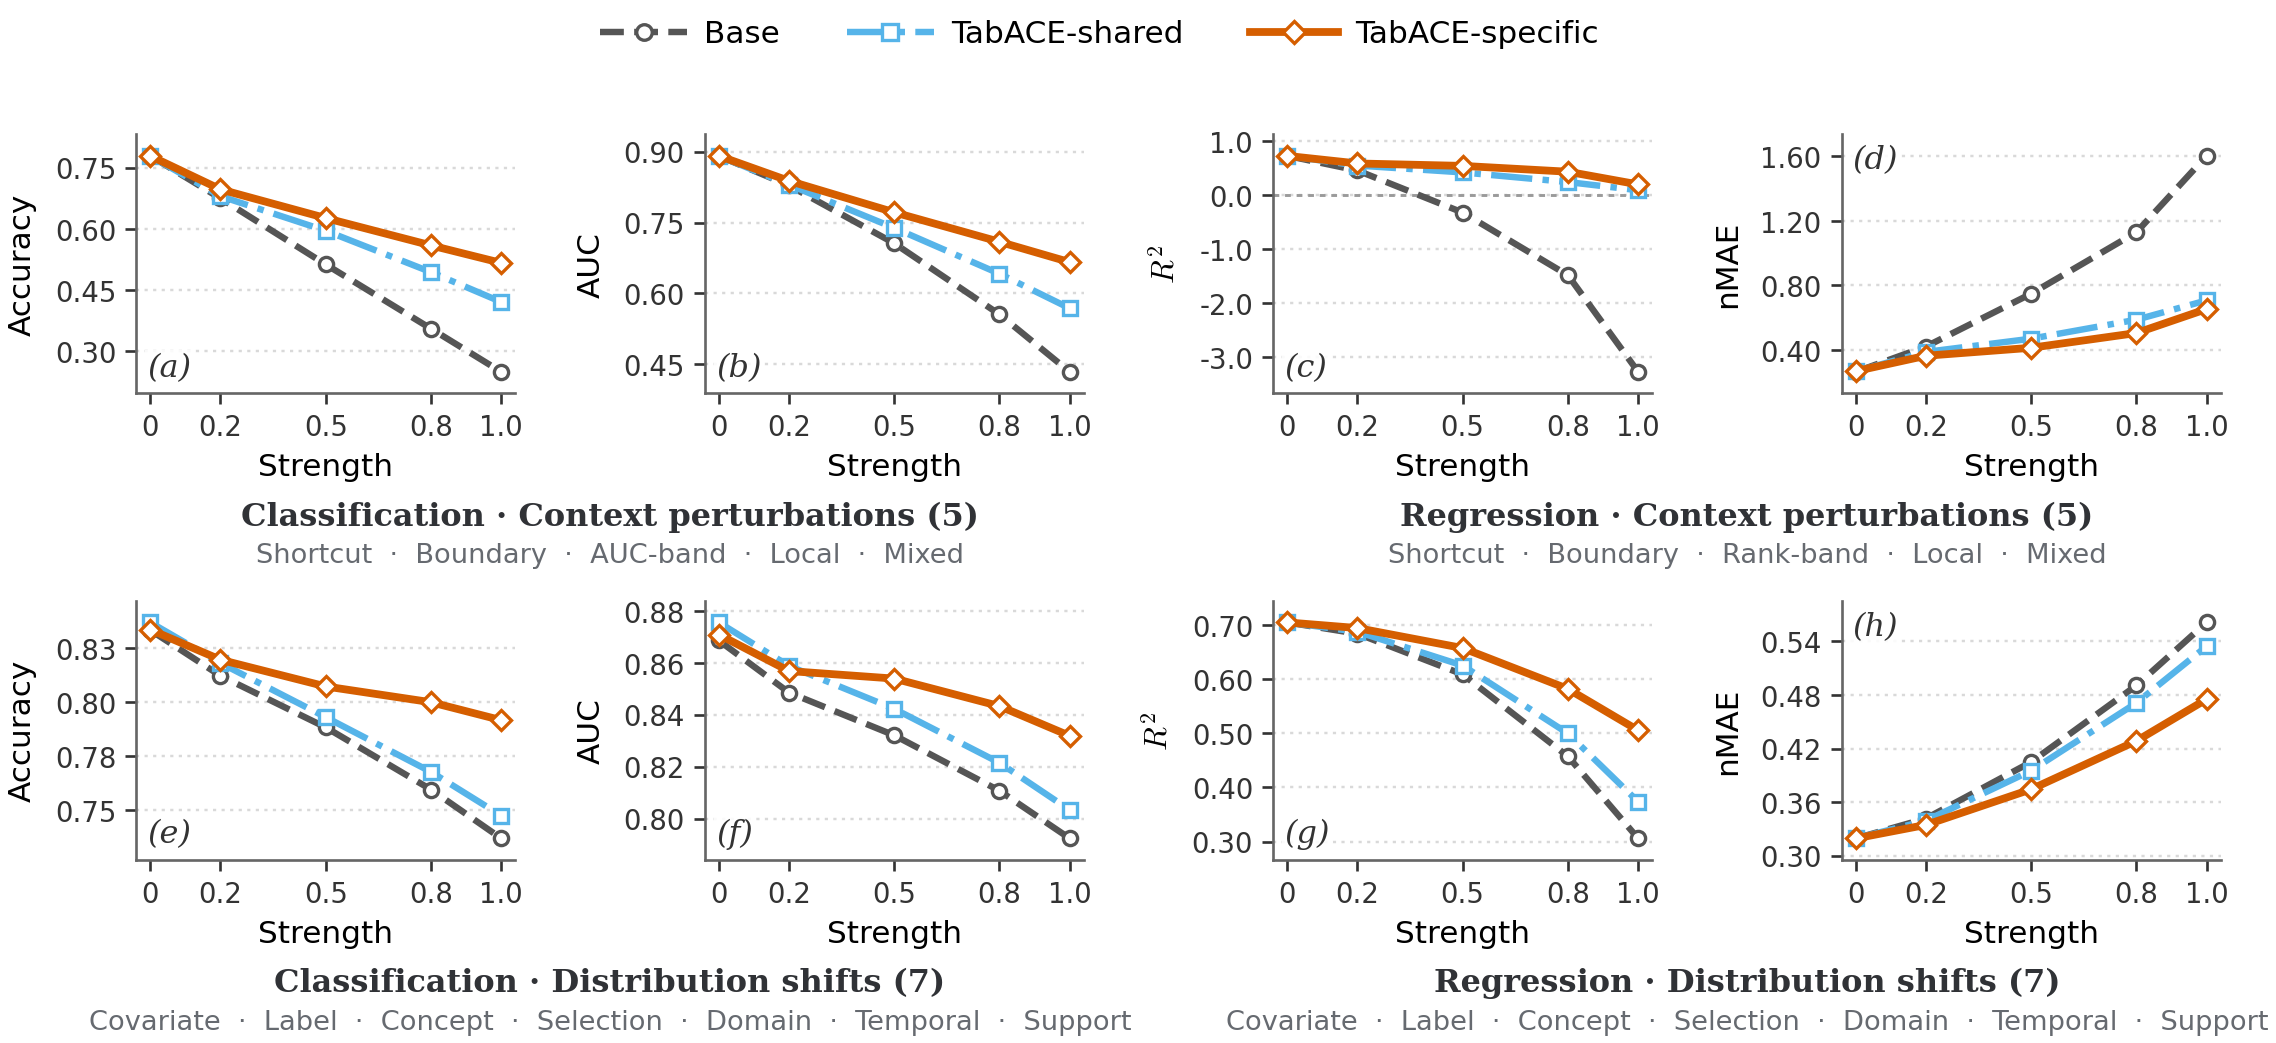 Base TabACE-shared TabACE-specific
Accuracy
0.75
0.60
0.45
0.30
(a)
0 0.2 0.5 0.8 1.0
Strength
AUC
0.90
0.75
0.60
0.45
(b)
0 0.2 0.5 0.8 1.0
Strength
Classification · Context perturbations (5)
Shortcut · Boundary · AUC-band · Local · Mixed
R²
1.0
0.0
-1.0
-2.0
-3.0
(c)
0 0.2 0.5 0.8 1.0
Strength
nMAE
1.60
1.20
0.80
0.40
(d)
0 0.2 0.5 0.8 1.0
Strength
Regression · Context perturbations (5)
Shortcut · Boundary · Rank-band · Local · Mixed
Accuracy
0.83
0.80
0.78
0.75
(e)
0 0.2 0.5 0.8 1.0
Strength
AUC
0.88
0.86
0.84
0.82
0.80
(f)
0 0.2 0.5 0.8 1.0
Strength
Classification · Distribution shifts (7)
Covariate · Label · Concept · Selection · Domain · Temporal · Support
R²
0.70
0.60
0.50
0.40
0.30
(g)
0 0.2 0.5 0.8 1.0
Strength
nMAE
0.54
0.48
0.42
0.36
0.30
(h)
0 0.2 0.5 0.8 1.0
Strength
Regression · Distribution shifts (7)
Covariate · Label · Concept · Selection · Domain · Temporal · Support